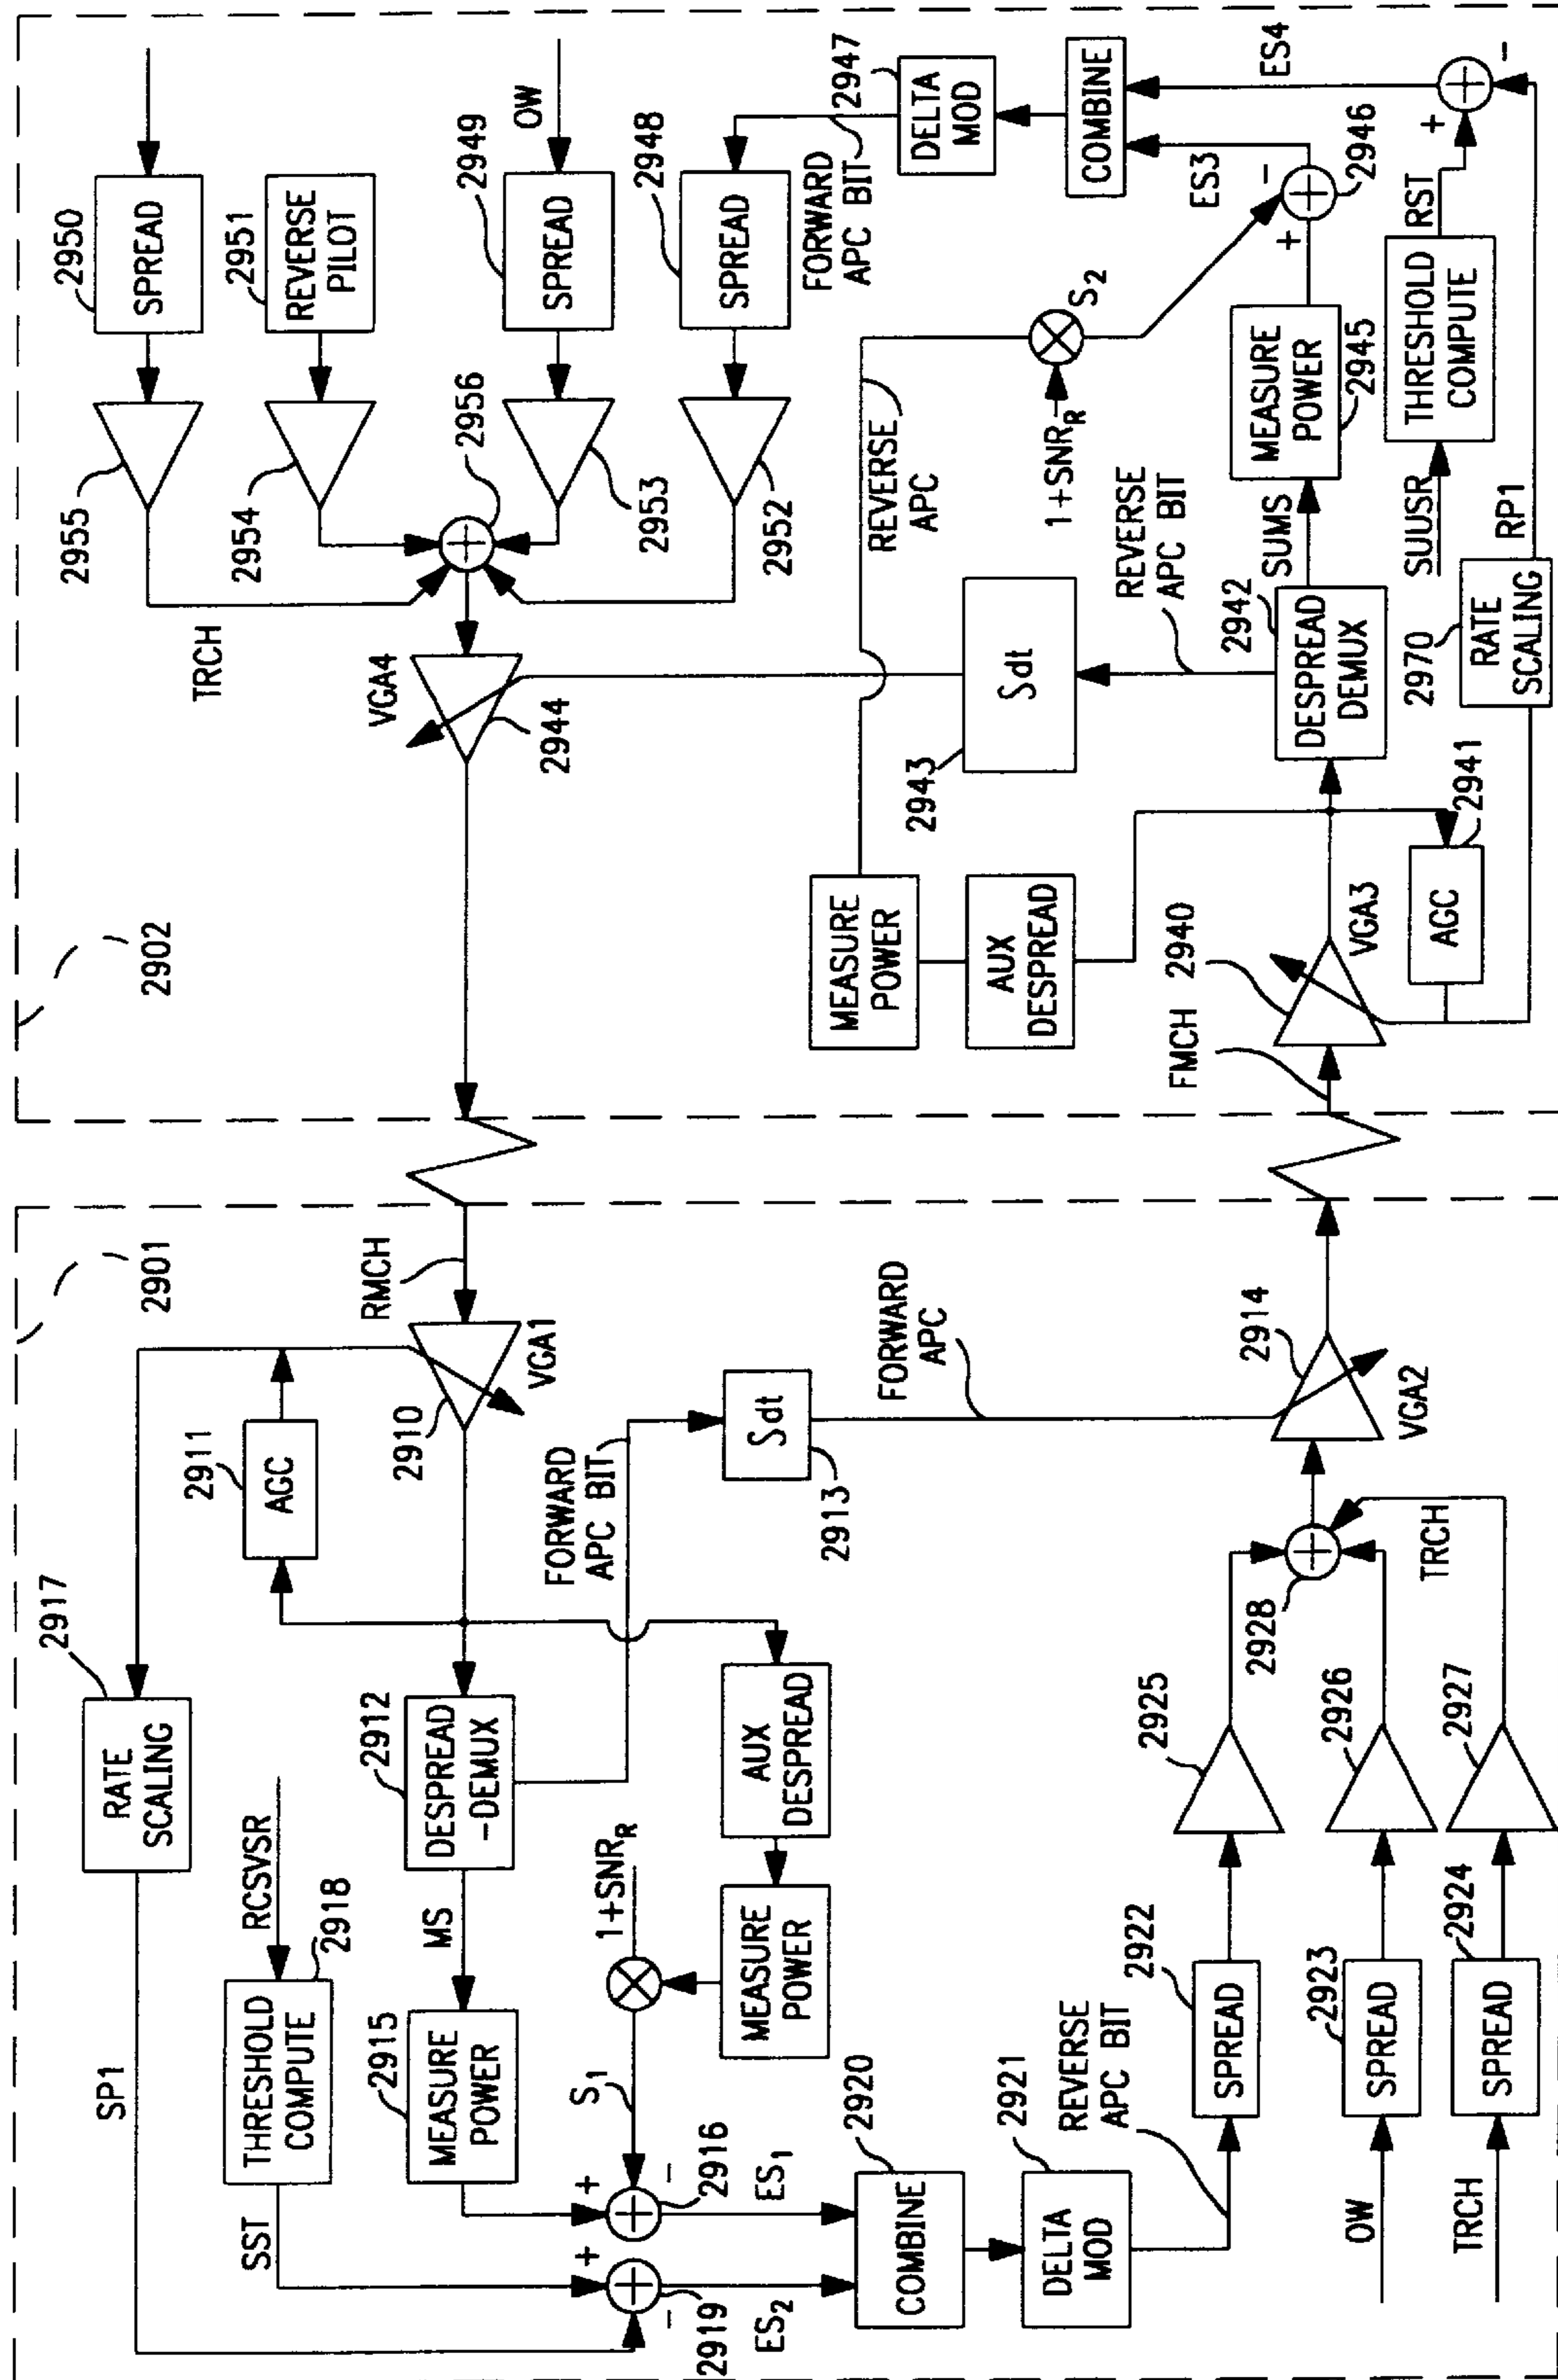 2901
2917
RATE
SCALING
SP1
2911
AGC
RMCH
VGA1
2910
RCSVSR
THRESHOLD
COMPUTE
2918
SST
2912
DESPREAD
-DEMUX
MS
2915
MEASURE
POWER
FORWARD
APC BIT
∫dt
2913
FORWARD
APC
AUX
DESPREAD
MEASURE
POWER
1+SNR_R
S₁
+
-
2916
ES₁
+
-
2919
ES₂
2920
COMBINE
2921
DELTA
MOD
REVERSE
APC BIT
2922
SPREAD
2925
2923
SPREAD
2926
OW
2924
SPREAD
2927
TRCH
TRCH
2928
2914
VGA2
2902
2950
SPREAD
2955
2951
REVERSE
PILOT
2954
2956
OW
2949
SPREAD
2953
2948
SPREAD
2952
TRCH
VGA4
2944
FORWARD
APC BIT
2947
DELTA
MOD
COMBINE
ES3
ES4
REVERSE
APC
1+SNR_R
S₂
+
-
2946
MEASURE
POWER
2945
SUMS
REVERSE
APC BIT
∫dt
2943
2942
DESPREAD
DEMUX
MEASURE
POWER
AUX
DESPREAD
FMCH
2940
VGA3
AGC
2941
SUUSR
THRESHOLD
COMPUTE
RST
+
-
2970
RATE
SCALING
RP1